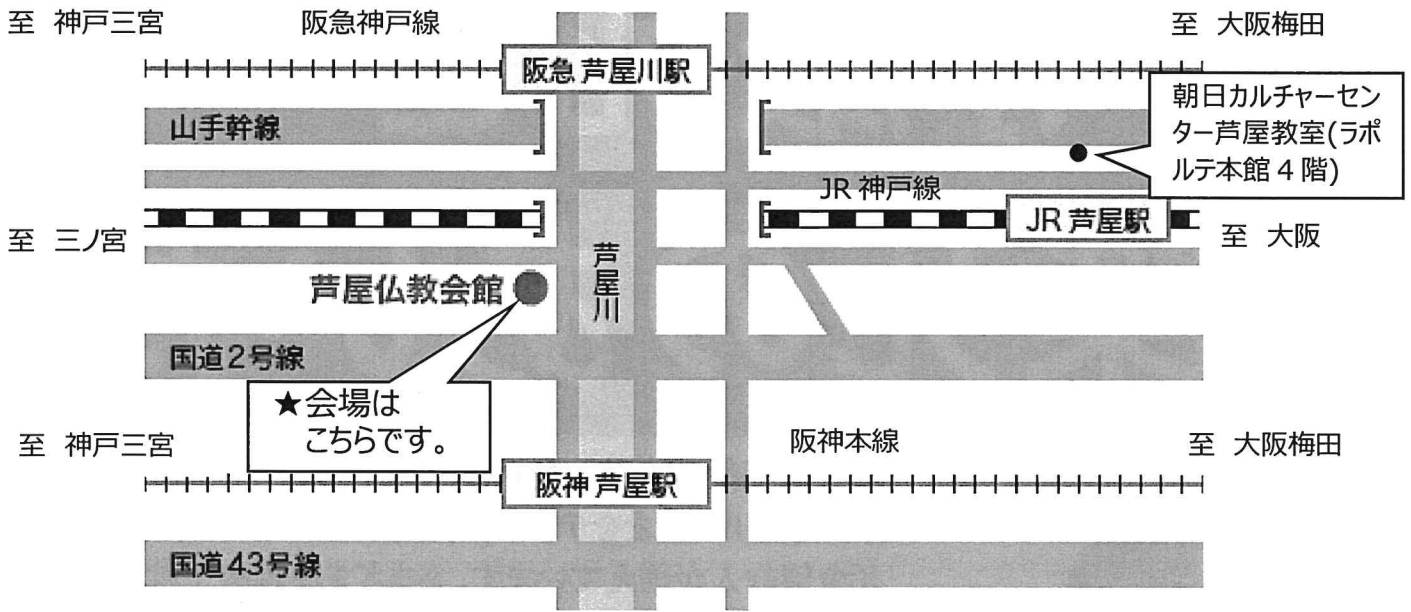 至 神戸三宮
阪急神戸線
至 大阪梅田
阪急 芦屋川駅
山手幹線
朝日カルチャーセン
ター芦屋教室(ラポ
ルテ本館4階)
JR 神戸線
JR 芦屋駅
至 三ノ宮
至 大阪
芦屋川
芦屋仏教会館
国道2号線
★会場は
こちらです。
至 神戸三宮
阪神本線
至 大阪梅田
阪神 芦屋駅
国道43号線